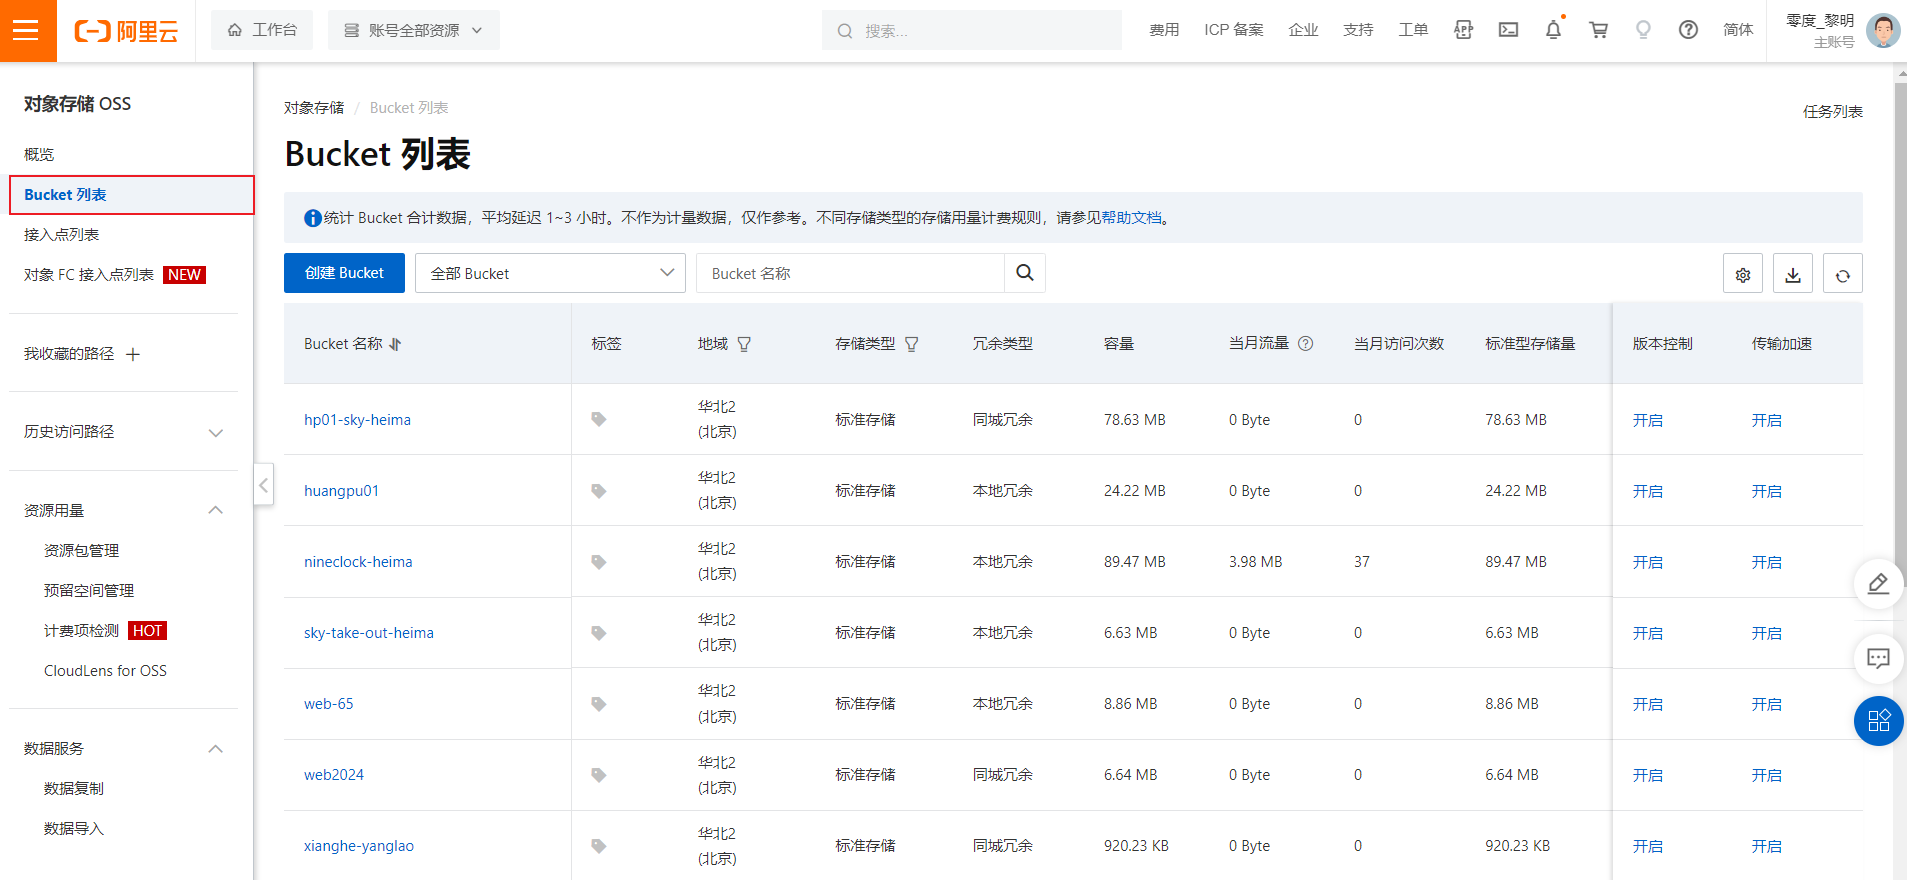 阿里云
工作台
账号全部资源
搜索...
费用
ICP 备案
企业
支持
工单
APP
简体
零度_黎明
主账号
对象存储 OSS
概览
Bucket 列表
接入点列表
对象 FC 接入点列表 NEW
我收藏的路径
历史访问路径
资源用量
资源包管理
预留空间管理
计费项检测 HOT
CloudLens for OSS
数据服务
数据复制
数据导入
对象存储 / Bucket 列表
任务列表
Bucket 列表
统计 Bucket 合计数据，平均延迟 1~3 小时。不作为计量数据，仅作参考。不同存储类型的存储用量计费规则，请参见帮助文档。
创建 Bucket
全部 Bucket
Bucket 名称
Bucket 名称 标签 地域 存储类型 冗余类型 容量 当月流量 当月访问次数 标准型存储量 版本控制 传输加速
hp01-sky-heima 华北2 (北京) 标准存储 同城冗余 78.63 MB 0 Byte 0 78.63 MB 开启 开启
huangpu01 华北2 (北京) 标准存储 本地冗余 24.22 MB 0 Byte 0 24.22 MB 开启 开启
nineclock-heima 华北2 (北京) 标准存储 本地冗余 89.47 MB 3.98 MB 37 89.47 MB 开启 开启
sky-take-out-heima 华北2 (北京) 标准存储 本地冗余 6.63 MB 0 Byte 0 6.63 MB 开启 开启
web-65 华北2 (北京) 标准存储 本地冗余 8.86 MB 0 Byte 0 8.86 MB 开启 开启
web2024 华北2 (北京) 标准存储 同城冗余 6.64 MB 0 Byte 0 6.64 MB 开启 开启
xianghe-yanglao 华北2 (北京) 标准存储 同城冗余 920.23 KB 0 Byte 0 920.23 KB 开启 开启